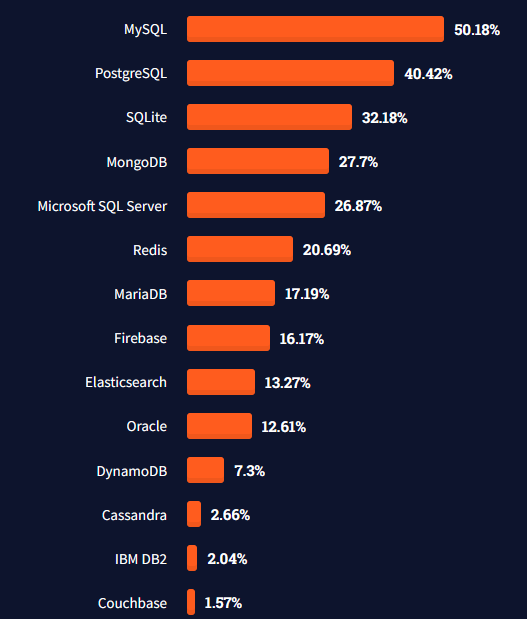 MySQL 50.18%
PostgreSQL 40.42%
SQLite 32.18%
MongoDB 27.7%
Microsoft SQL Server 26.87%
Redis 20.69%
MariaDB 17.19%
Firebase 16.17%
Elasticsearch 13.27%
Oracle 12.61%
DynamoDB 7.3%
Cassandra 2.66%
IBM DB2 2.04%
Couchbase 1.57%